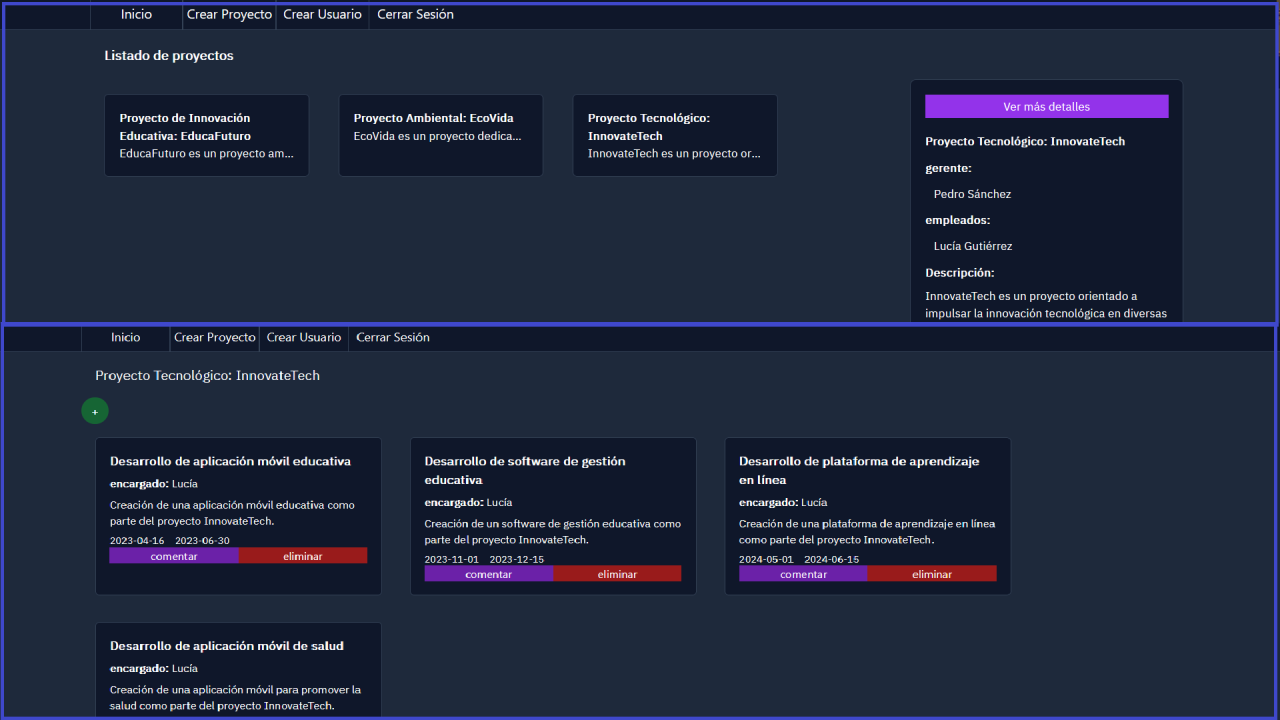 Inicio Crear Proyecto Crear Usuario Cerrar Sesión
Listado de proyectos
Proyecto de Innovación
Educativa: EducaFuturo
EducaFuturo es un proyecto am...
Proyecto Ambiental: EcoVida
EcoVida es un proyecto dedica...
Proyecto Tecnológico:
InnovateTech
InnovateTech es un proyecto or...
Ver más detalles
Proyecto Tecnológico: InnovateTech
gerente:
Pedro Sánchez
empleados:
Lucía Gutiérrez
Descripción:
InnovateTech es un proyecto orientado a
impulsar la innovación tecnológica en diversas
Inicio Crear Proyecto Crear Usuario Cerrar Sesión
Proyecto Tecnológico: InnovateTech
+
Desarrollo de aplicación móvil educativa
encargado: Lucía
Creación de una aplicación móvil educativa como
parte del proyecto InnovateTech.
2023-04-16 2023-06-30
comentar eliminar
Desarrollo de software de gestión
educativa
encargado: Lucía
Creación de un software de gestión educativa como
parte del proyecto InnovateTech.
2023-11-01 2023-12-15
comentar eliminar
Desarrollo de plataforma de aprendizaje
en línea
encargado: Lucía
Creación de una plataforma de aprendizaje en línea
como parte del proyecto InnovateTech.
2024-05-01 2024-06-15
comentar eliminar
Desarrollo de aplicación móvil de salud
encargado: Lucía
Creación de una aplicación móvil para promover la
salud como parte del proyecto InnovateTech.